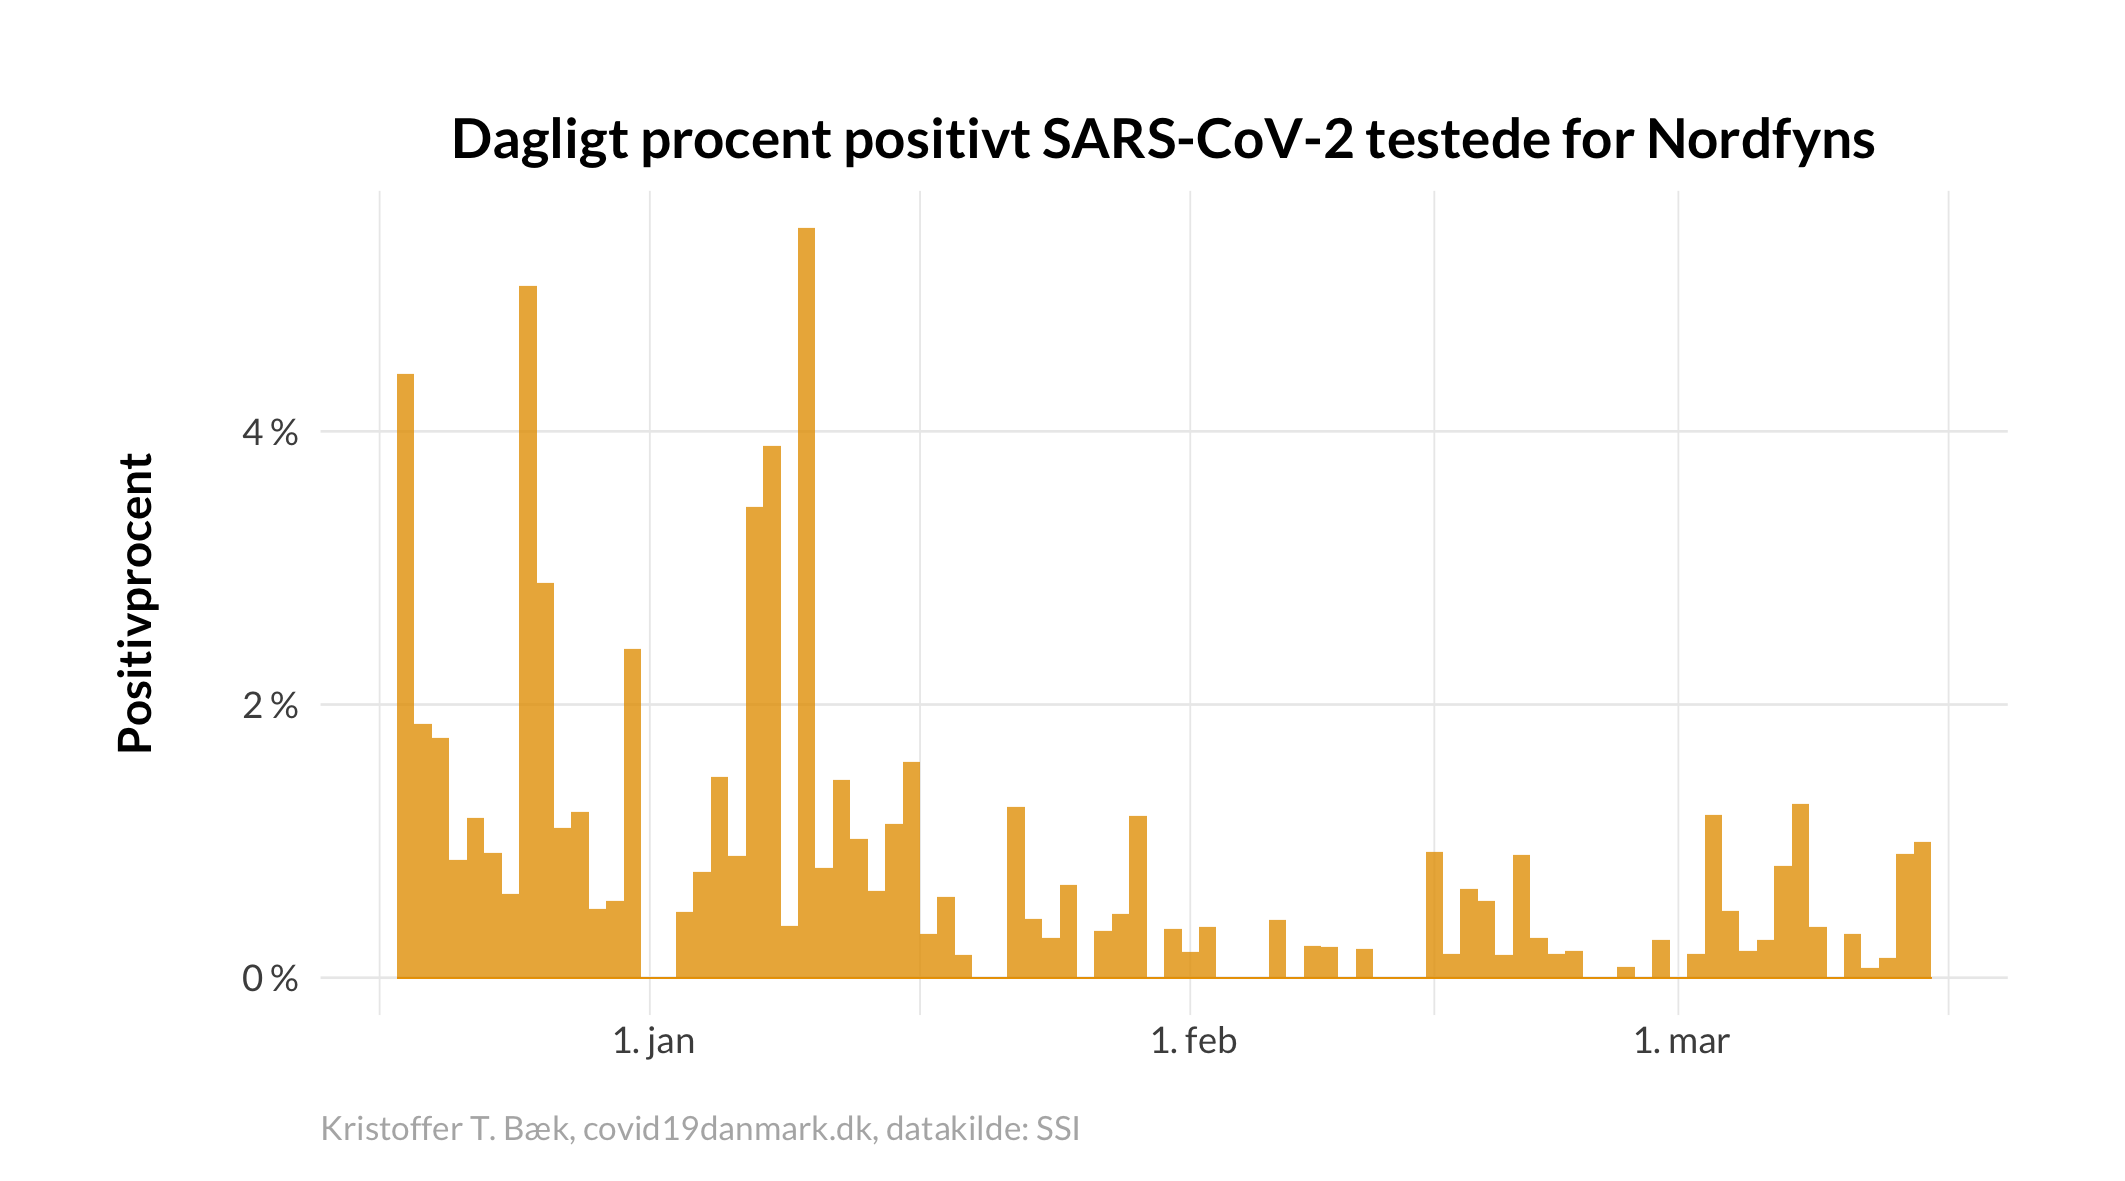 Dagligt procent positivt SARS-CoV-2 testede for Nordfyns
Positivprocent
4 %
2 %
0 %
1. jan
1. feb
1. mar
Kristoffer T. Bæk, covid19danmark.dk, datakilde: SSI